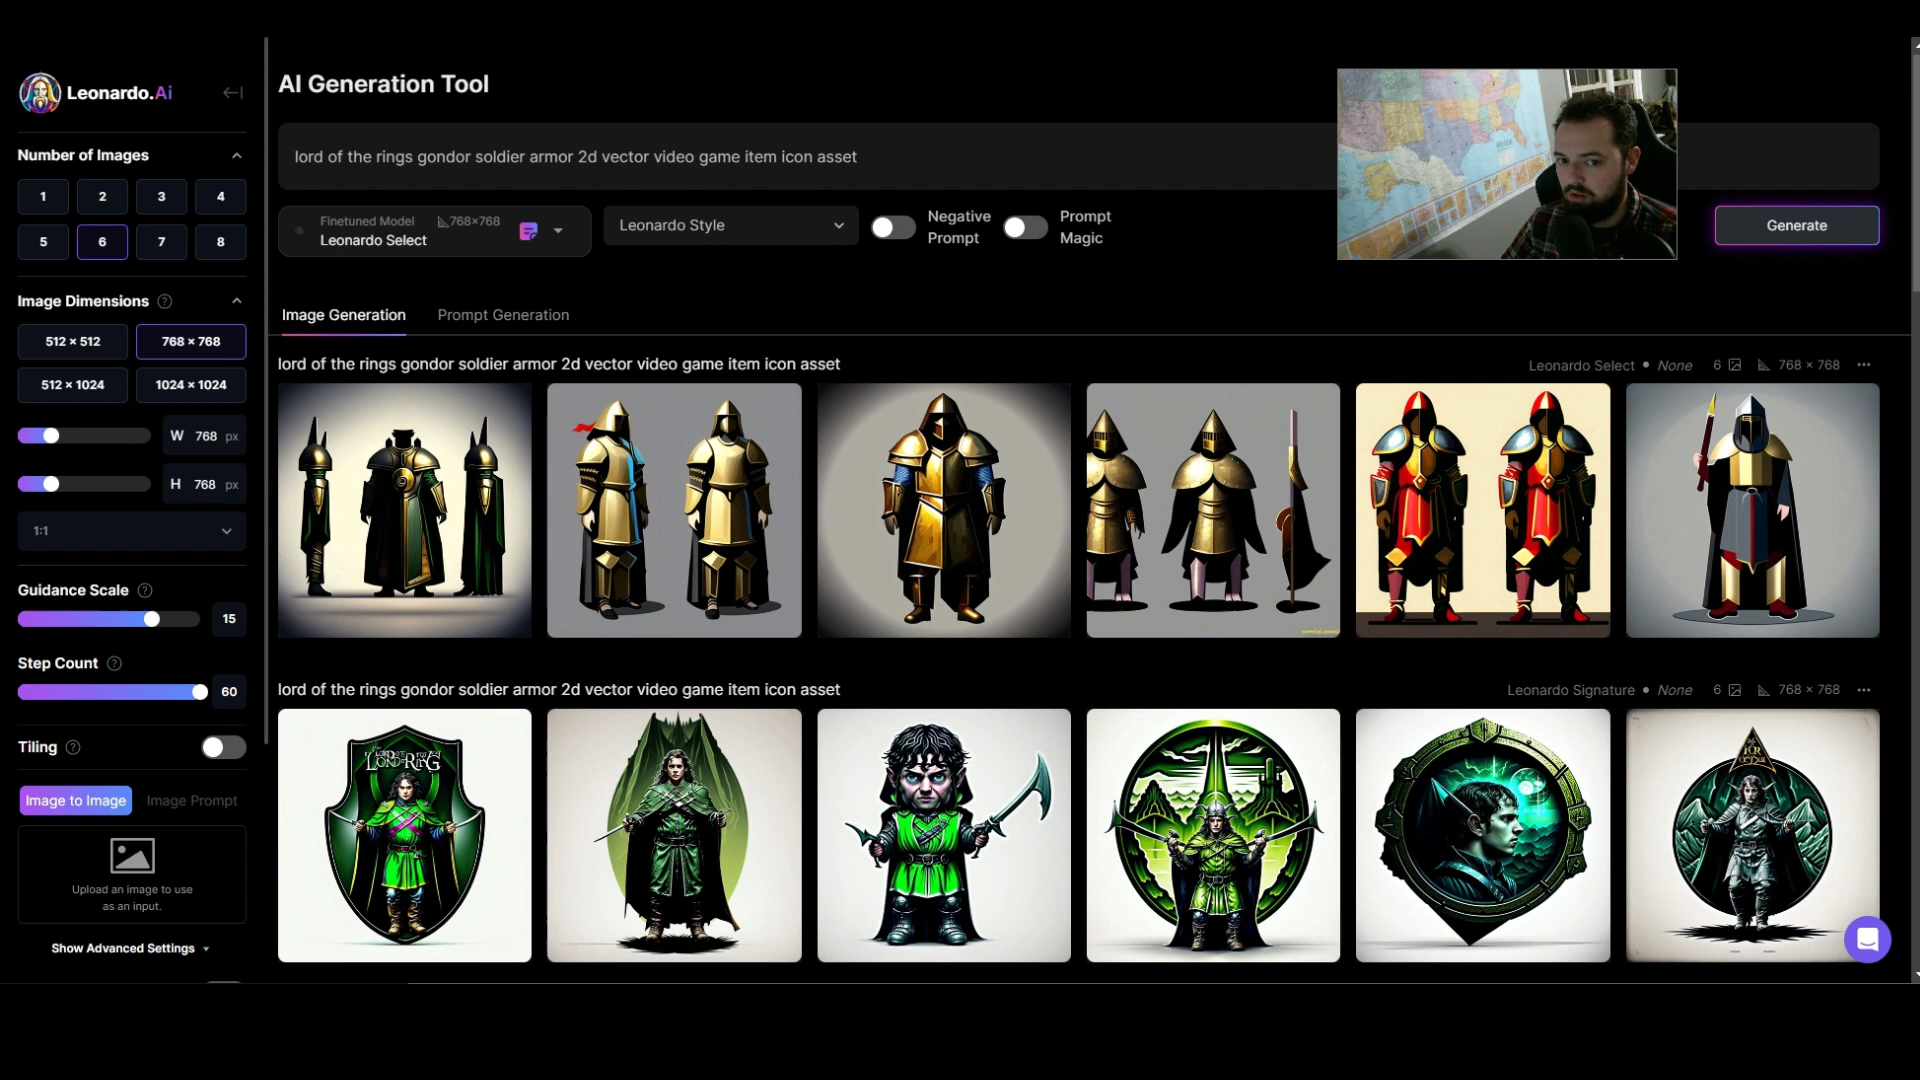 Leonardo.Ai
Number of Images
1 2 3 4
5 6 7 8
Image Dimensions ?
512 × 512 768 × 768
512 × 1024 1024 × 1024
W 768 px
H 768 px
1:1
Guidance Scale ?
15
Step Count ?
60
Tiling ?
Image to Image Image Prompt
Upload an image to use
as an input.
Show Advanced Settings
AI Generation Tool
lord of the rings gondor soldier armor 2d vector video game item icon asset
Finetuned Model 768×768
Leonardo Select
Leonardo Style
Negative
Prompt
Prompt
Magic
Generate
Image Generation Prompt Generation
lord of the rings gondor soldier armor 2d vector video game item icon asset
Leonardo Select • None 6 768 × 768 •••
lord of the rings gondor soldier armor 2d vector video game item icon asset
Leonardo Signature • None 6 768 × 768 •••